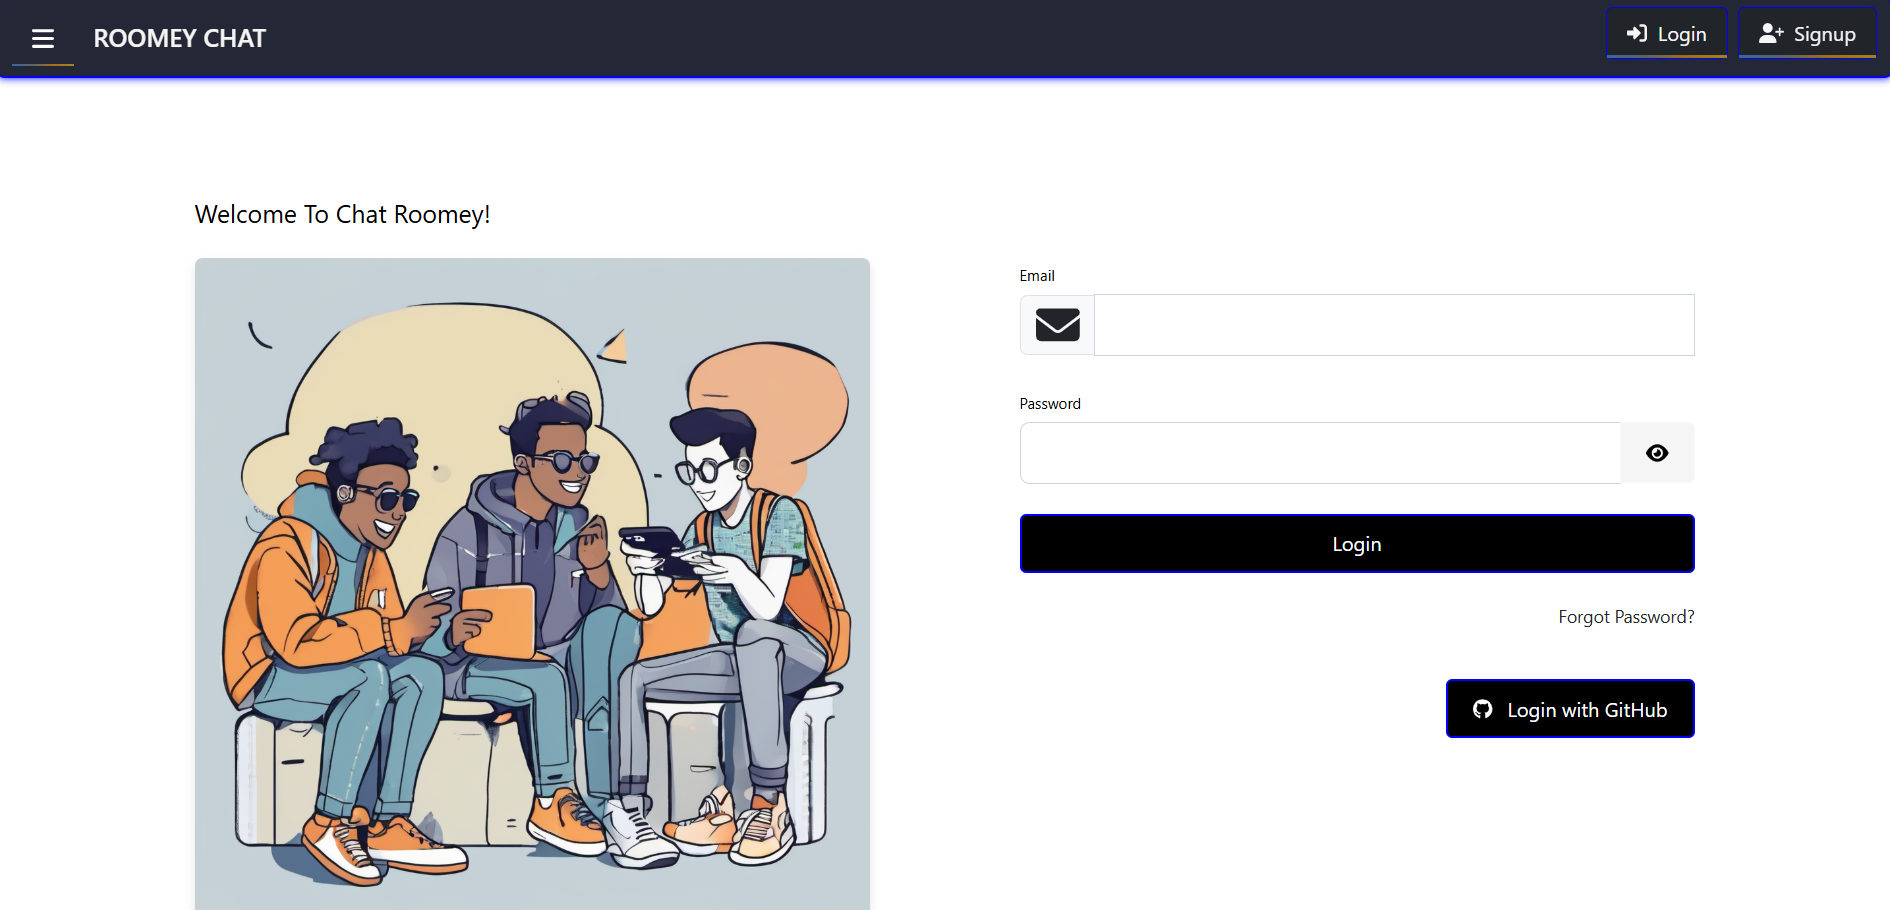 ROOMEY CHAT
Login
Signup
Welcome To Chat Roomey!
Email
Password
Login
Forgot Password?
Login with GitHub